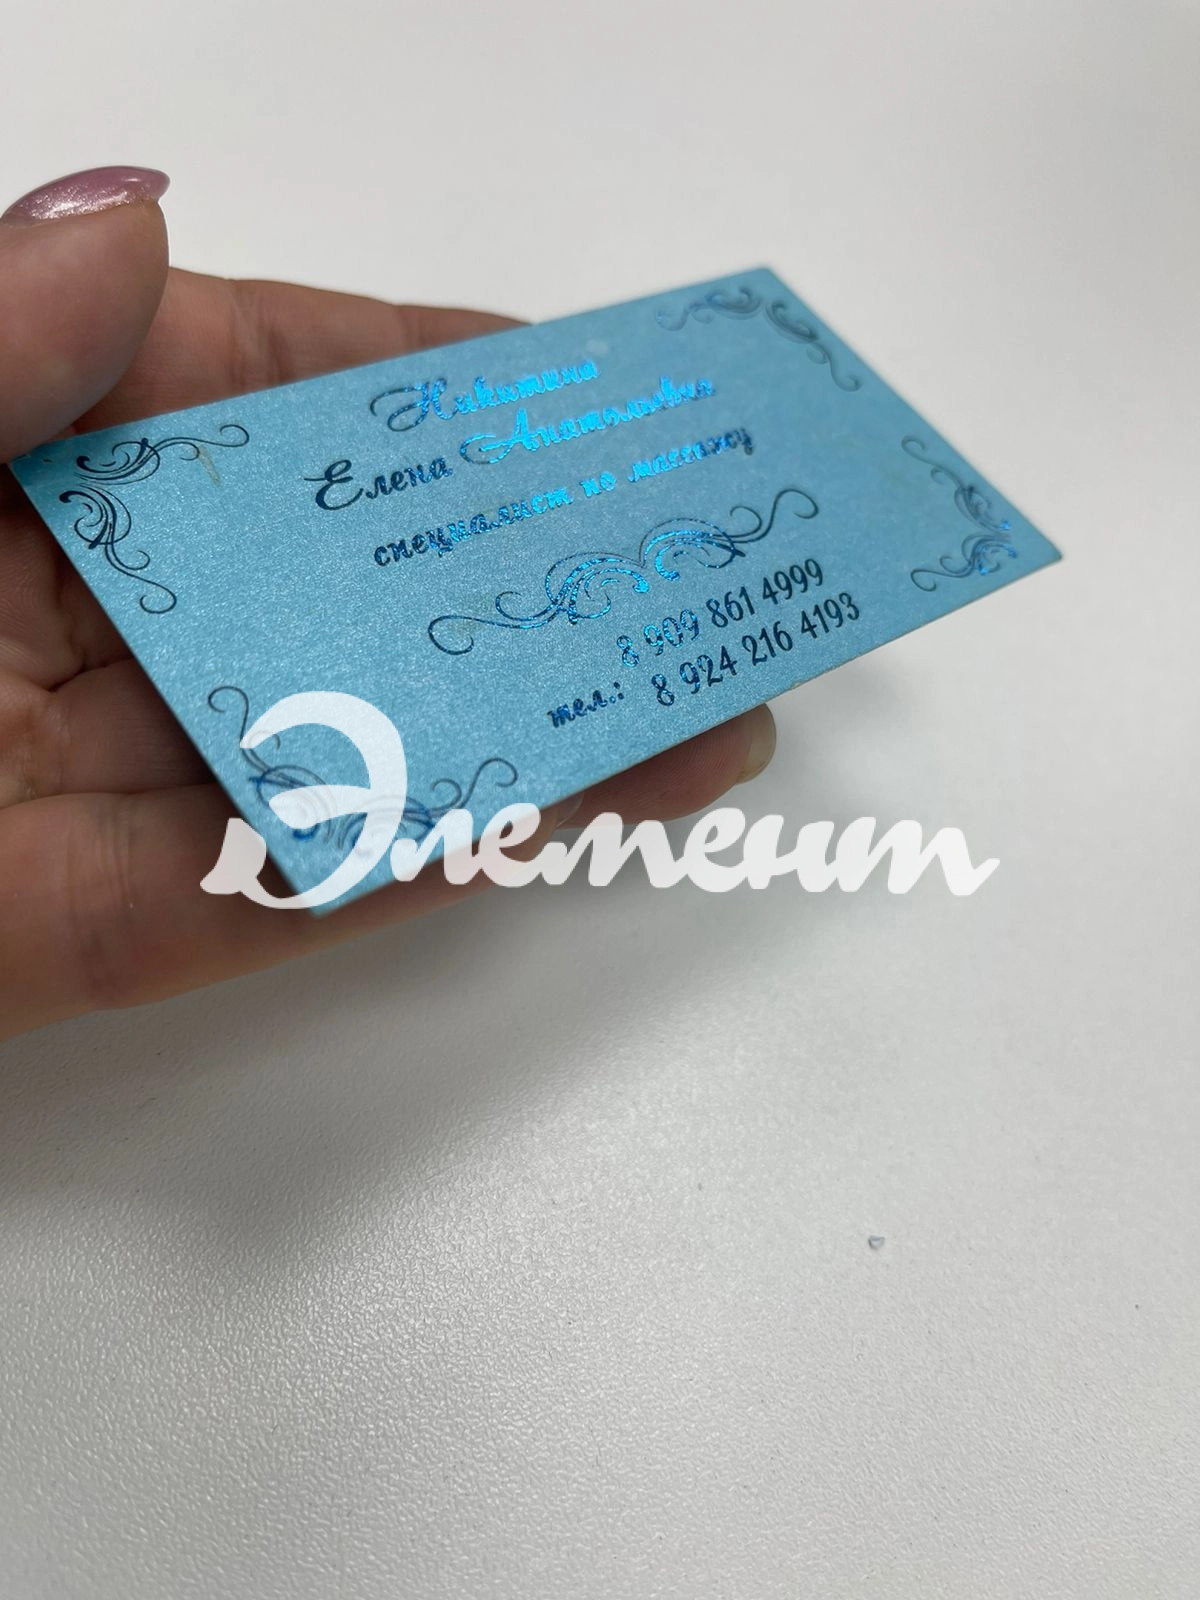 Никитина
Елена Анатольевна
специалист по массажу
8 909 861 4999
тел.: 8 924 216 4193
Элемент